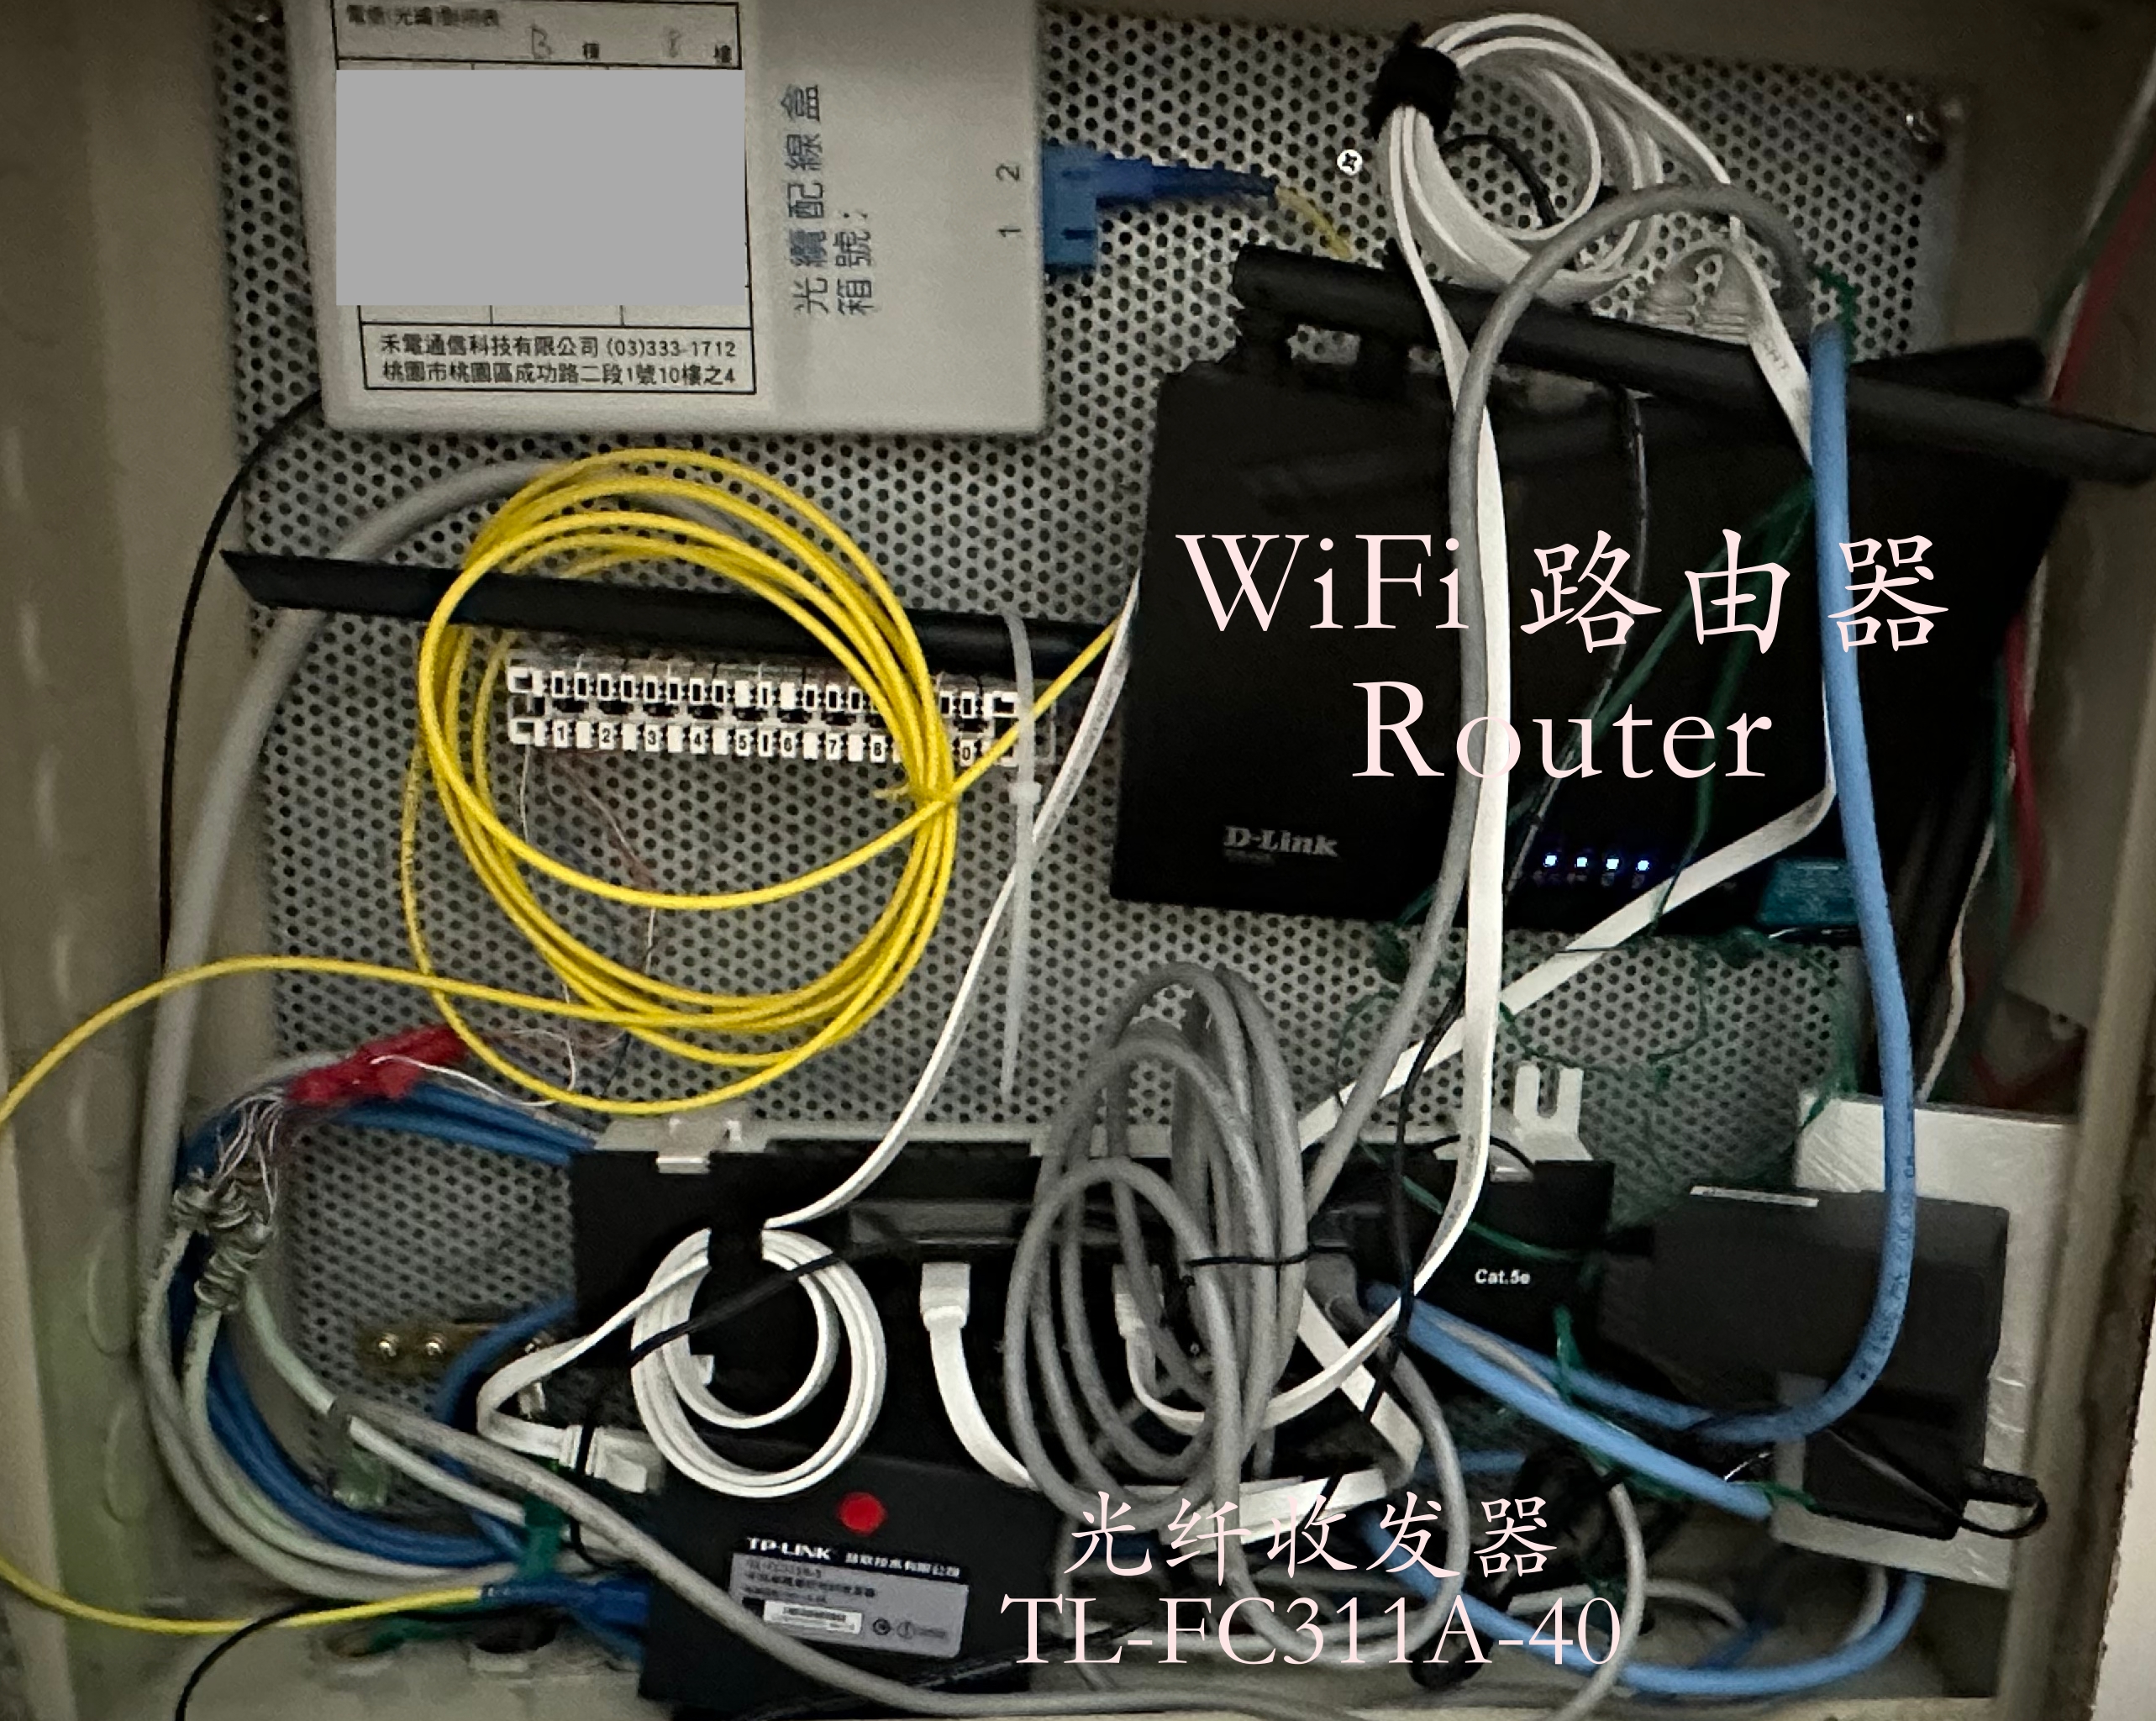 電信(光纖)對照表
B 棟 8 樓
光纜配線盒
箱號：
1 2
禾電通信科技有限公司 (03)333-1712
桃園市桃園區成功路二段1號10樓之4
WiFi 路由器
Router
D-Link
1 2 3 4 5 6 7 8 0
Cat.5e
光纤收发器
TL-FC311A-40
TP-LINK